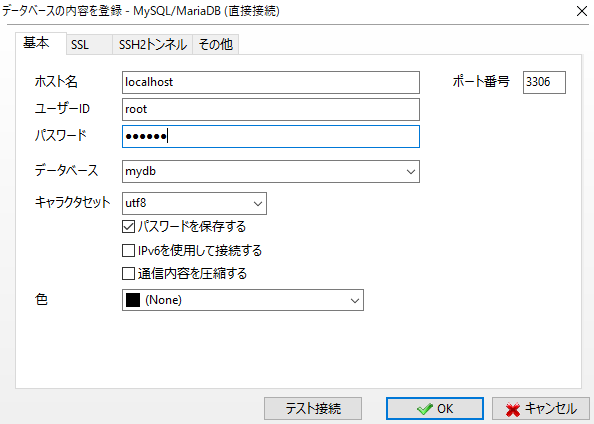 データベースの内容を登録 - MySQL/MariaDB (直接接続)
基本 SSL SSH2トンネル その他
ホスト名 localhost ポート番号 3306
ユーザーID root
パスワード ●●●●●●
データベース mydb
キャラクタセット utf8
パスワードを保存する
IPv6を使用して接続する
通信内容を圧縮する
色 (None)
テスト接続 OK キャンセル